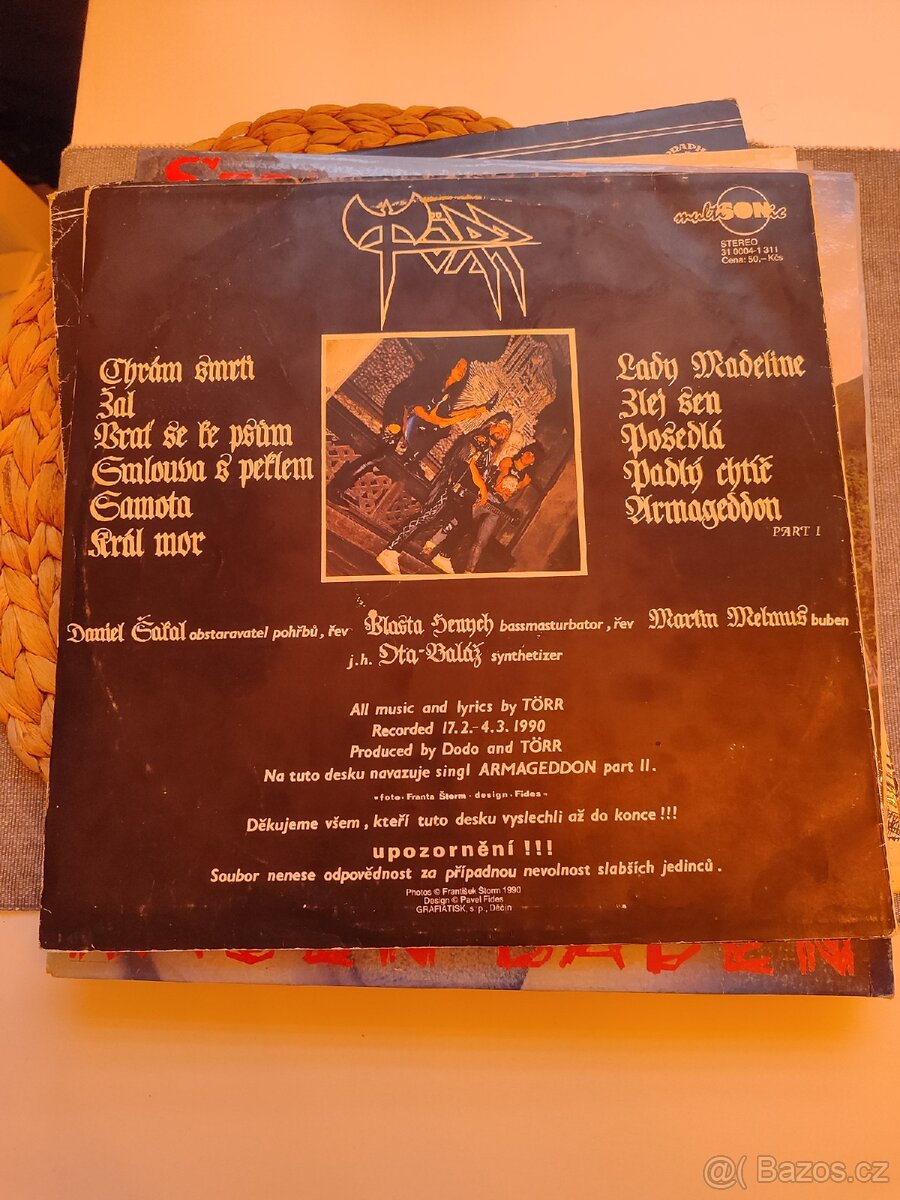 TÖRR
multiSONic
STEREO
31 0004-1 311
Cena: 50,- Kčs
Chrám smrti
Žal
Vrať se ke psům
Smlouva s peklem
Samota
Král mor
Lady Madeline
Zlej sen
Posedlá
Padlý chtíč
Armageddon
PART I
Daniel Šakal obstaravatel pohřbů, řev Vlasta Henych bassmasturbator, řev Martin Melmus buben
j.h. Ota-Baláž synthetizer
All music and lyrics by TÖRR
Recorded 17.2.-4.3. 1990
Produced by Dodo and TÖRR
Na tuto desku navazuje singl ARMAGEDDON part II.
"foto-Franta Štorm-design-Fides"
Děkujeme všem, kteří tuto desku vyslechli až do konce!!!
upozornění !!!
Soubor nenese odpovědnost za případnou nevolnost slabších jedinců.
Photos © František Štorm 1990
Design © Pavel Fides
GRAFIATISK, s.p., Děčín
@( Bazos.cz